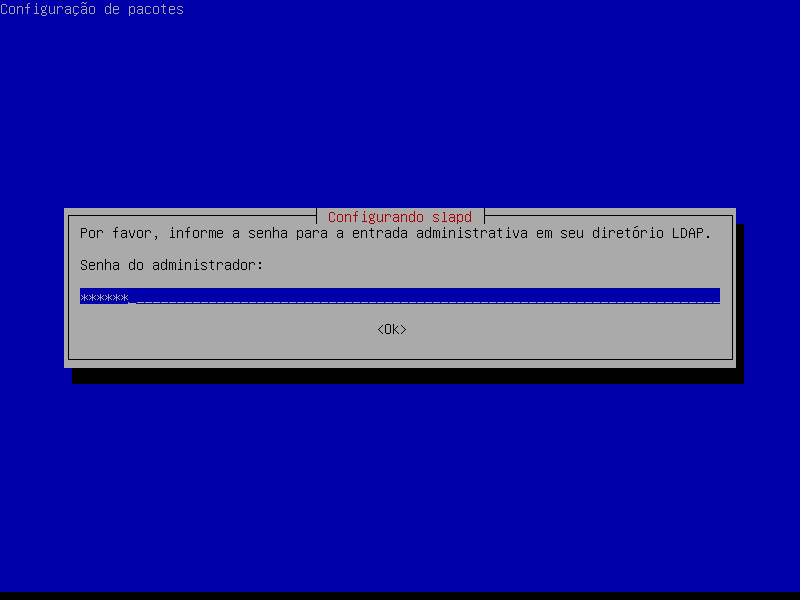 Configuração de pacotes
Configurando slapd
Por favor, informe a senha para a entrada administrativa em seu diretório LDAP.
Senha do administrador:
******
<Ok>